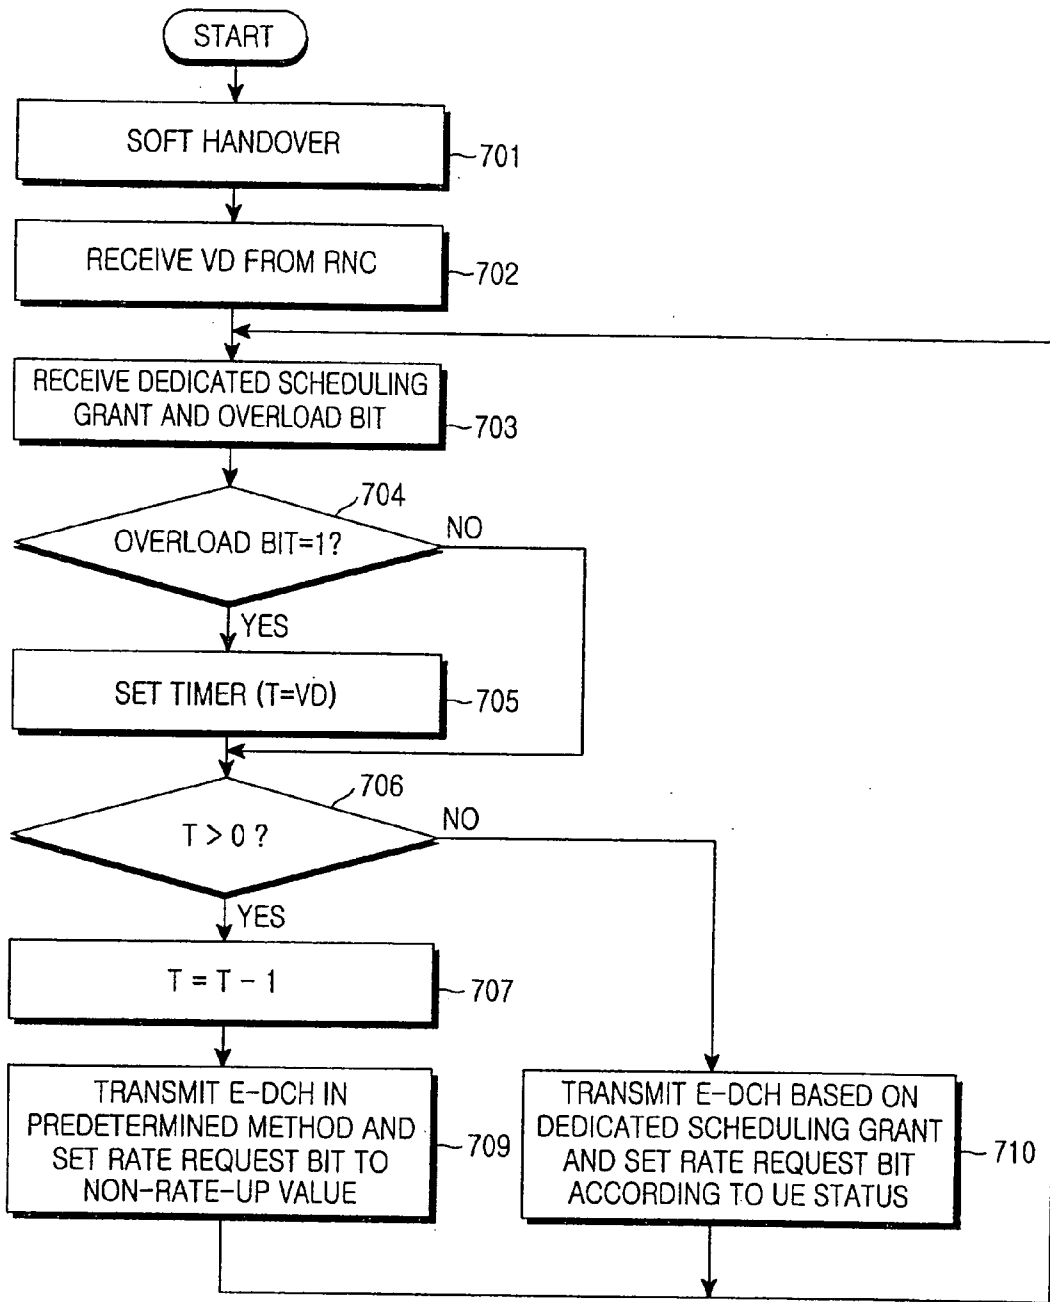 START
SOFT HANDOVER
701
RECEIVE VD FROM RNC
702
RECEIVE DEDICATED SCHEDULING
GRANT AND OVERLOAD BIT
703
704
OVERLOAD BIT=1?
NO
YES
SET TIMER (T=VD)
705
706
T > 0 ?
NO
YES
T = T - 1
707
TRANSMIT E-DCH IN
PREDETERMINED METHOD AND
SET RATE REQUEST BIT TO
NON-RATE-UP VALUE
709
TRANSMIT E-DCH BASED ON
DEDICATED SCHEDULING GRANT
AND SET RATE REQUEST BIT
ACCORDING TO UE STATUS
710